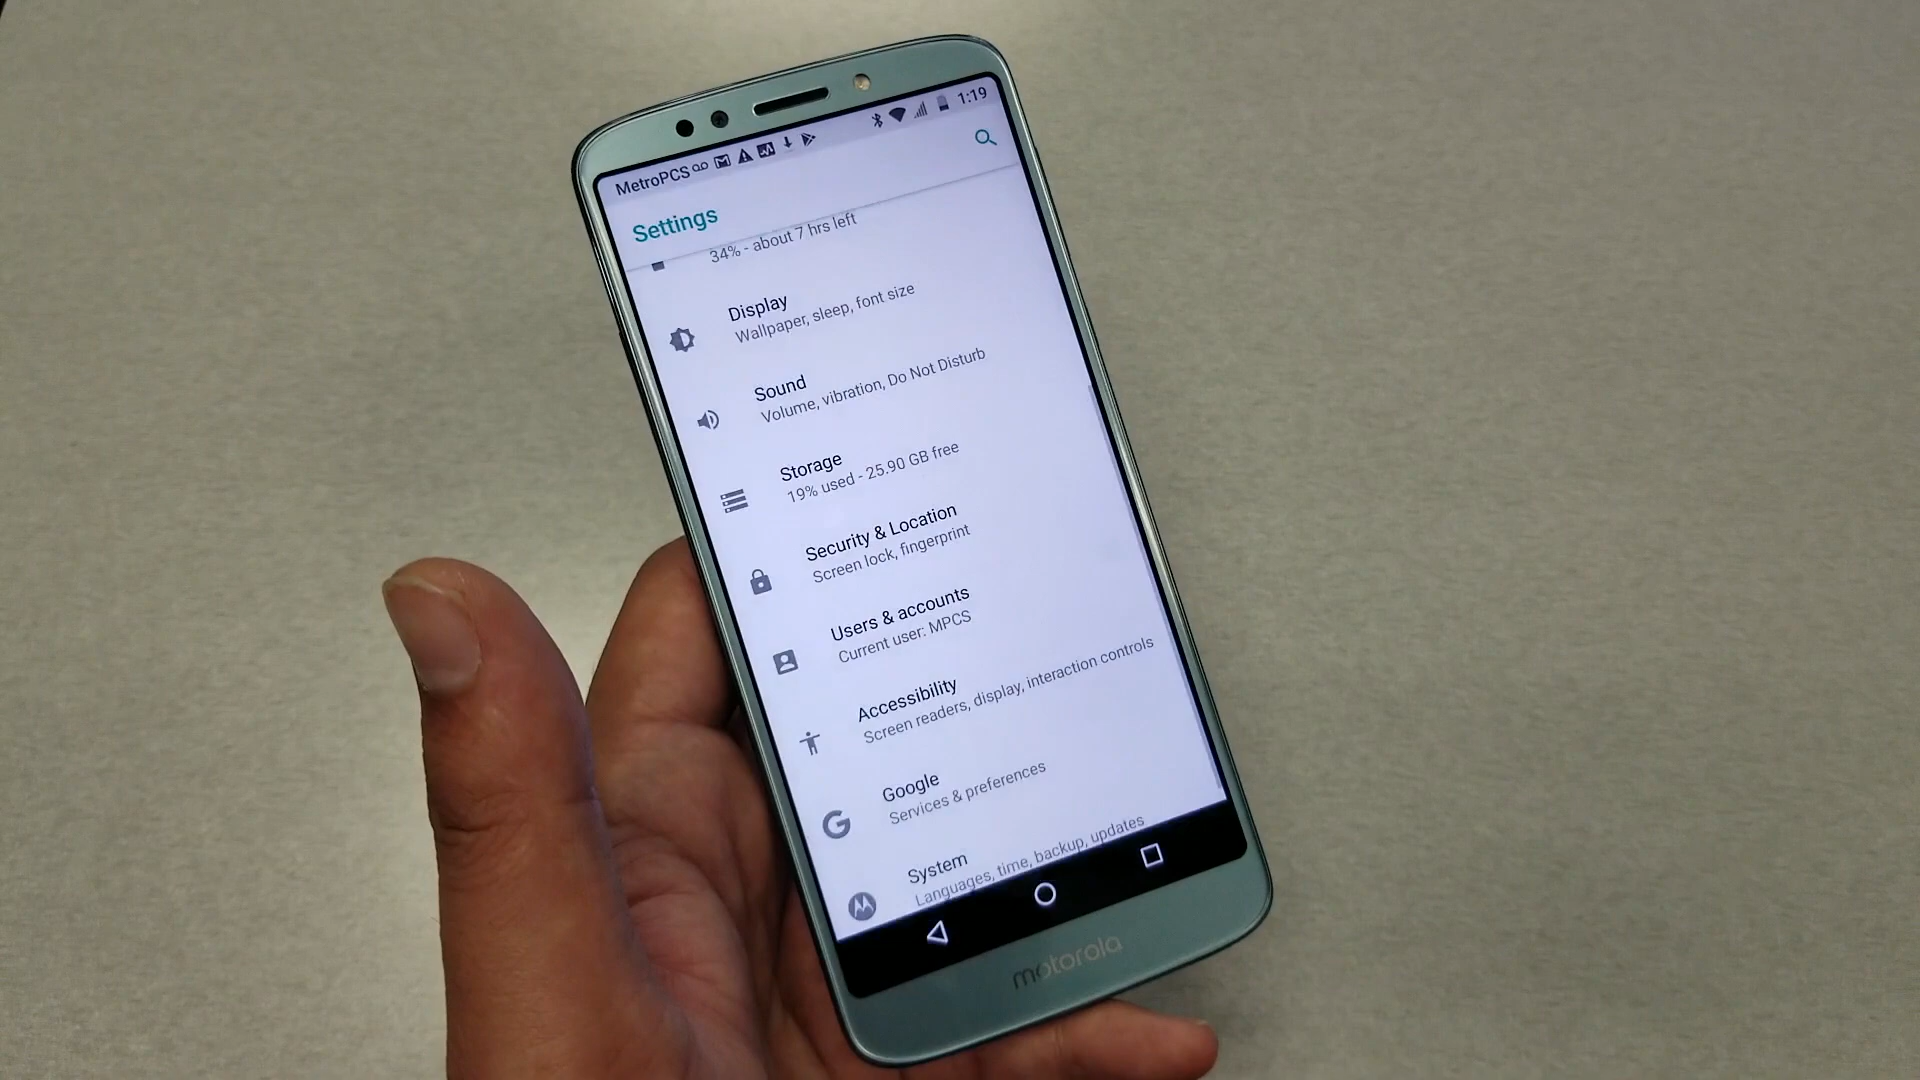 MetroPCS 1:19
Settings
34% - about 7 hrs left
Display
Wallpaper, sleep, font size
Sound
Volume, vibration, Do Not Disturb
Storage
19% used - 25.90 GB free
Security & Location
Screen lock, fingerprint
Users & accounts
Current user: MPCS
Accessibility
Screen readers, display, interaction controls
Google
Services & preferences
System
Languages, time, backup, updates
motorola